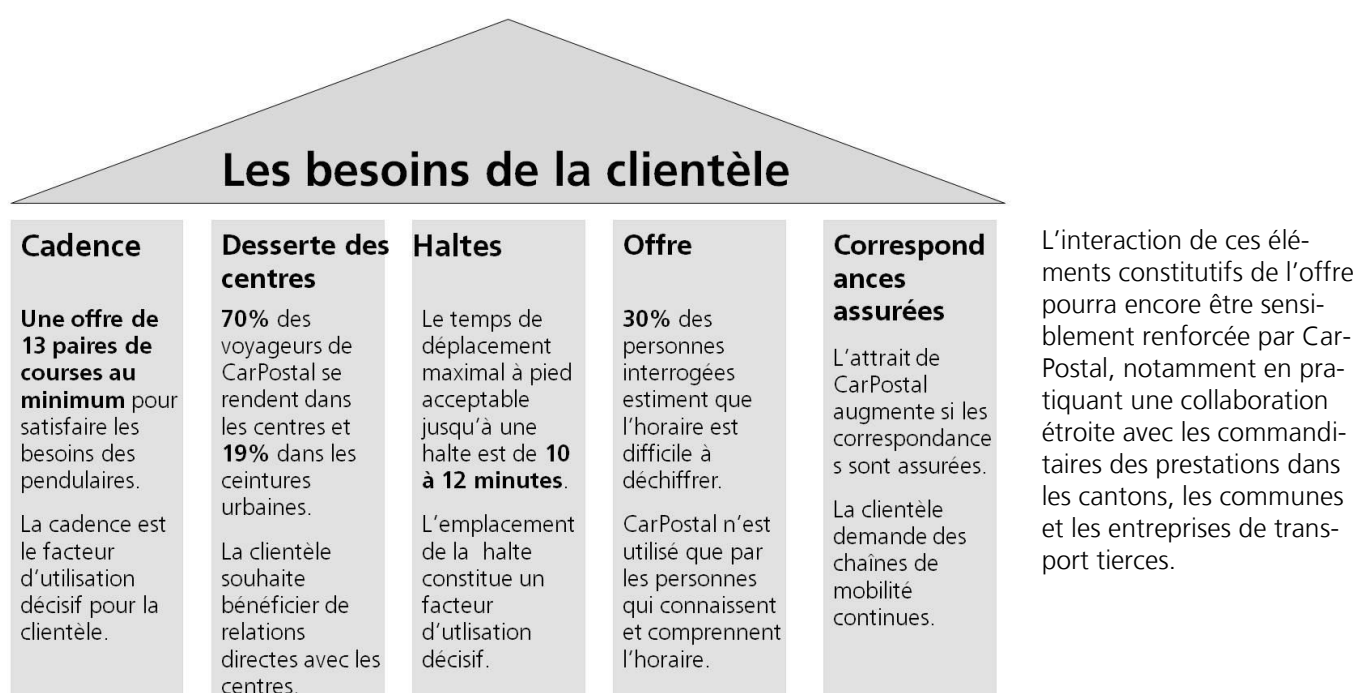 Les besoins de la clientèle
Cadence
Une offre de
13 paires de
courses au
minimum pour
satisfaire les
besoins des
pendulaires.
La cadence est
le facteur
d'utilisation
décisif pour la
clientèle.
Desserte des
centres
70% des
voyageurs de
CarPostal se
rendent dans
les centres et
19% dans les
ceintures
urbaines.
La clientèle
souhaite
bénéficier de
relations
directes avec les
centres.
Haltes
Le temps de
déplacement
maximal à pied
acceptable
jusqu'à une
halte est de 10
à 12 minutes.
L'emplacement
de la halte
constitue un
facteur
d'utlisation
décisif.
Offre
30% des
personnes
interrogées
estiment que
l'horaire est
difficile à
déchiffrer.
CarPostal n'est
utilisé que par
les personnes
qui connaissent
et comprennent
l'horaire.
Correspond
ances
assurées
L'attrait de
CarPostal
augmente si les
correspondance
s sont assurées.
La clientèle
demande des
chaînes de
mobilité
continues.
L'interaction de ces élé-
ments constitutifs de l'offre
pourra encore être sensi-
blement renforcée par Car-
Postal, notamment en pra-
tiquant une collaboration
étroite avec les commandi-
taires des prestations dans
les cantons, les communes
et les entreprises de trans-
port tierces.